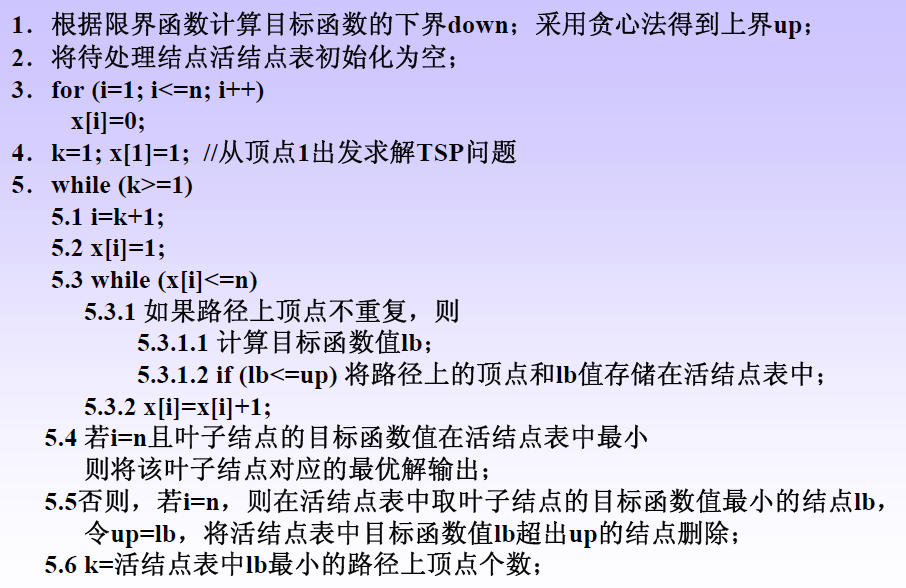 1. 根据限界函数计算目标函数的下界down；采用贪心法得到上界up；
2. 将待处理结点活结点表初始化为空；
3. for (i=1; i<=n; i++)
x[i]=0;
4. k=1; x[1]=1; //从顶点1出发求解TSP问题
5. while (k>=1)
5.1 i=k+1;
5.2 x[i]=1;
5.3 while (x[i]<=n)
5.3.1 如果路径上顶点不重复，则
5.3.1.1 计算目标函数值lb；
5.3.1.2 if (lb<=up) 将路径上的顶点和lb值存储在活结点表中；
5.3.2 x[i]=x[i]+1;
5.4 若i=n且叶子结点的目标函数值在活结点表中最小
则将该叶子结点对应的最优解输出；
5.5否则，若i=n，则在活结点表中取叶子结点的目标函数值最小的结点lb，
令up=lb，将活结点表中目标函数值lb超出up的结点删除；
5.6 k=活结点表中lb最小的路径上顶点个数；